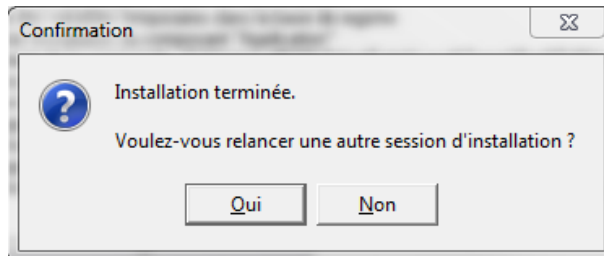 Confirmation
Installation terminée.
Voulez-vous relancer une autre session d'installation ?
Oui
Non